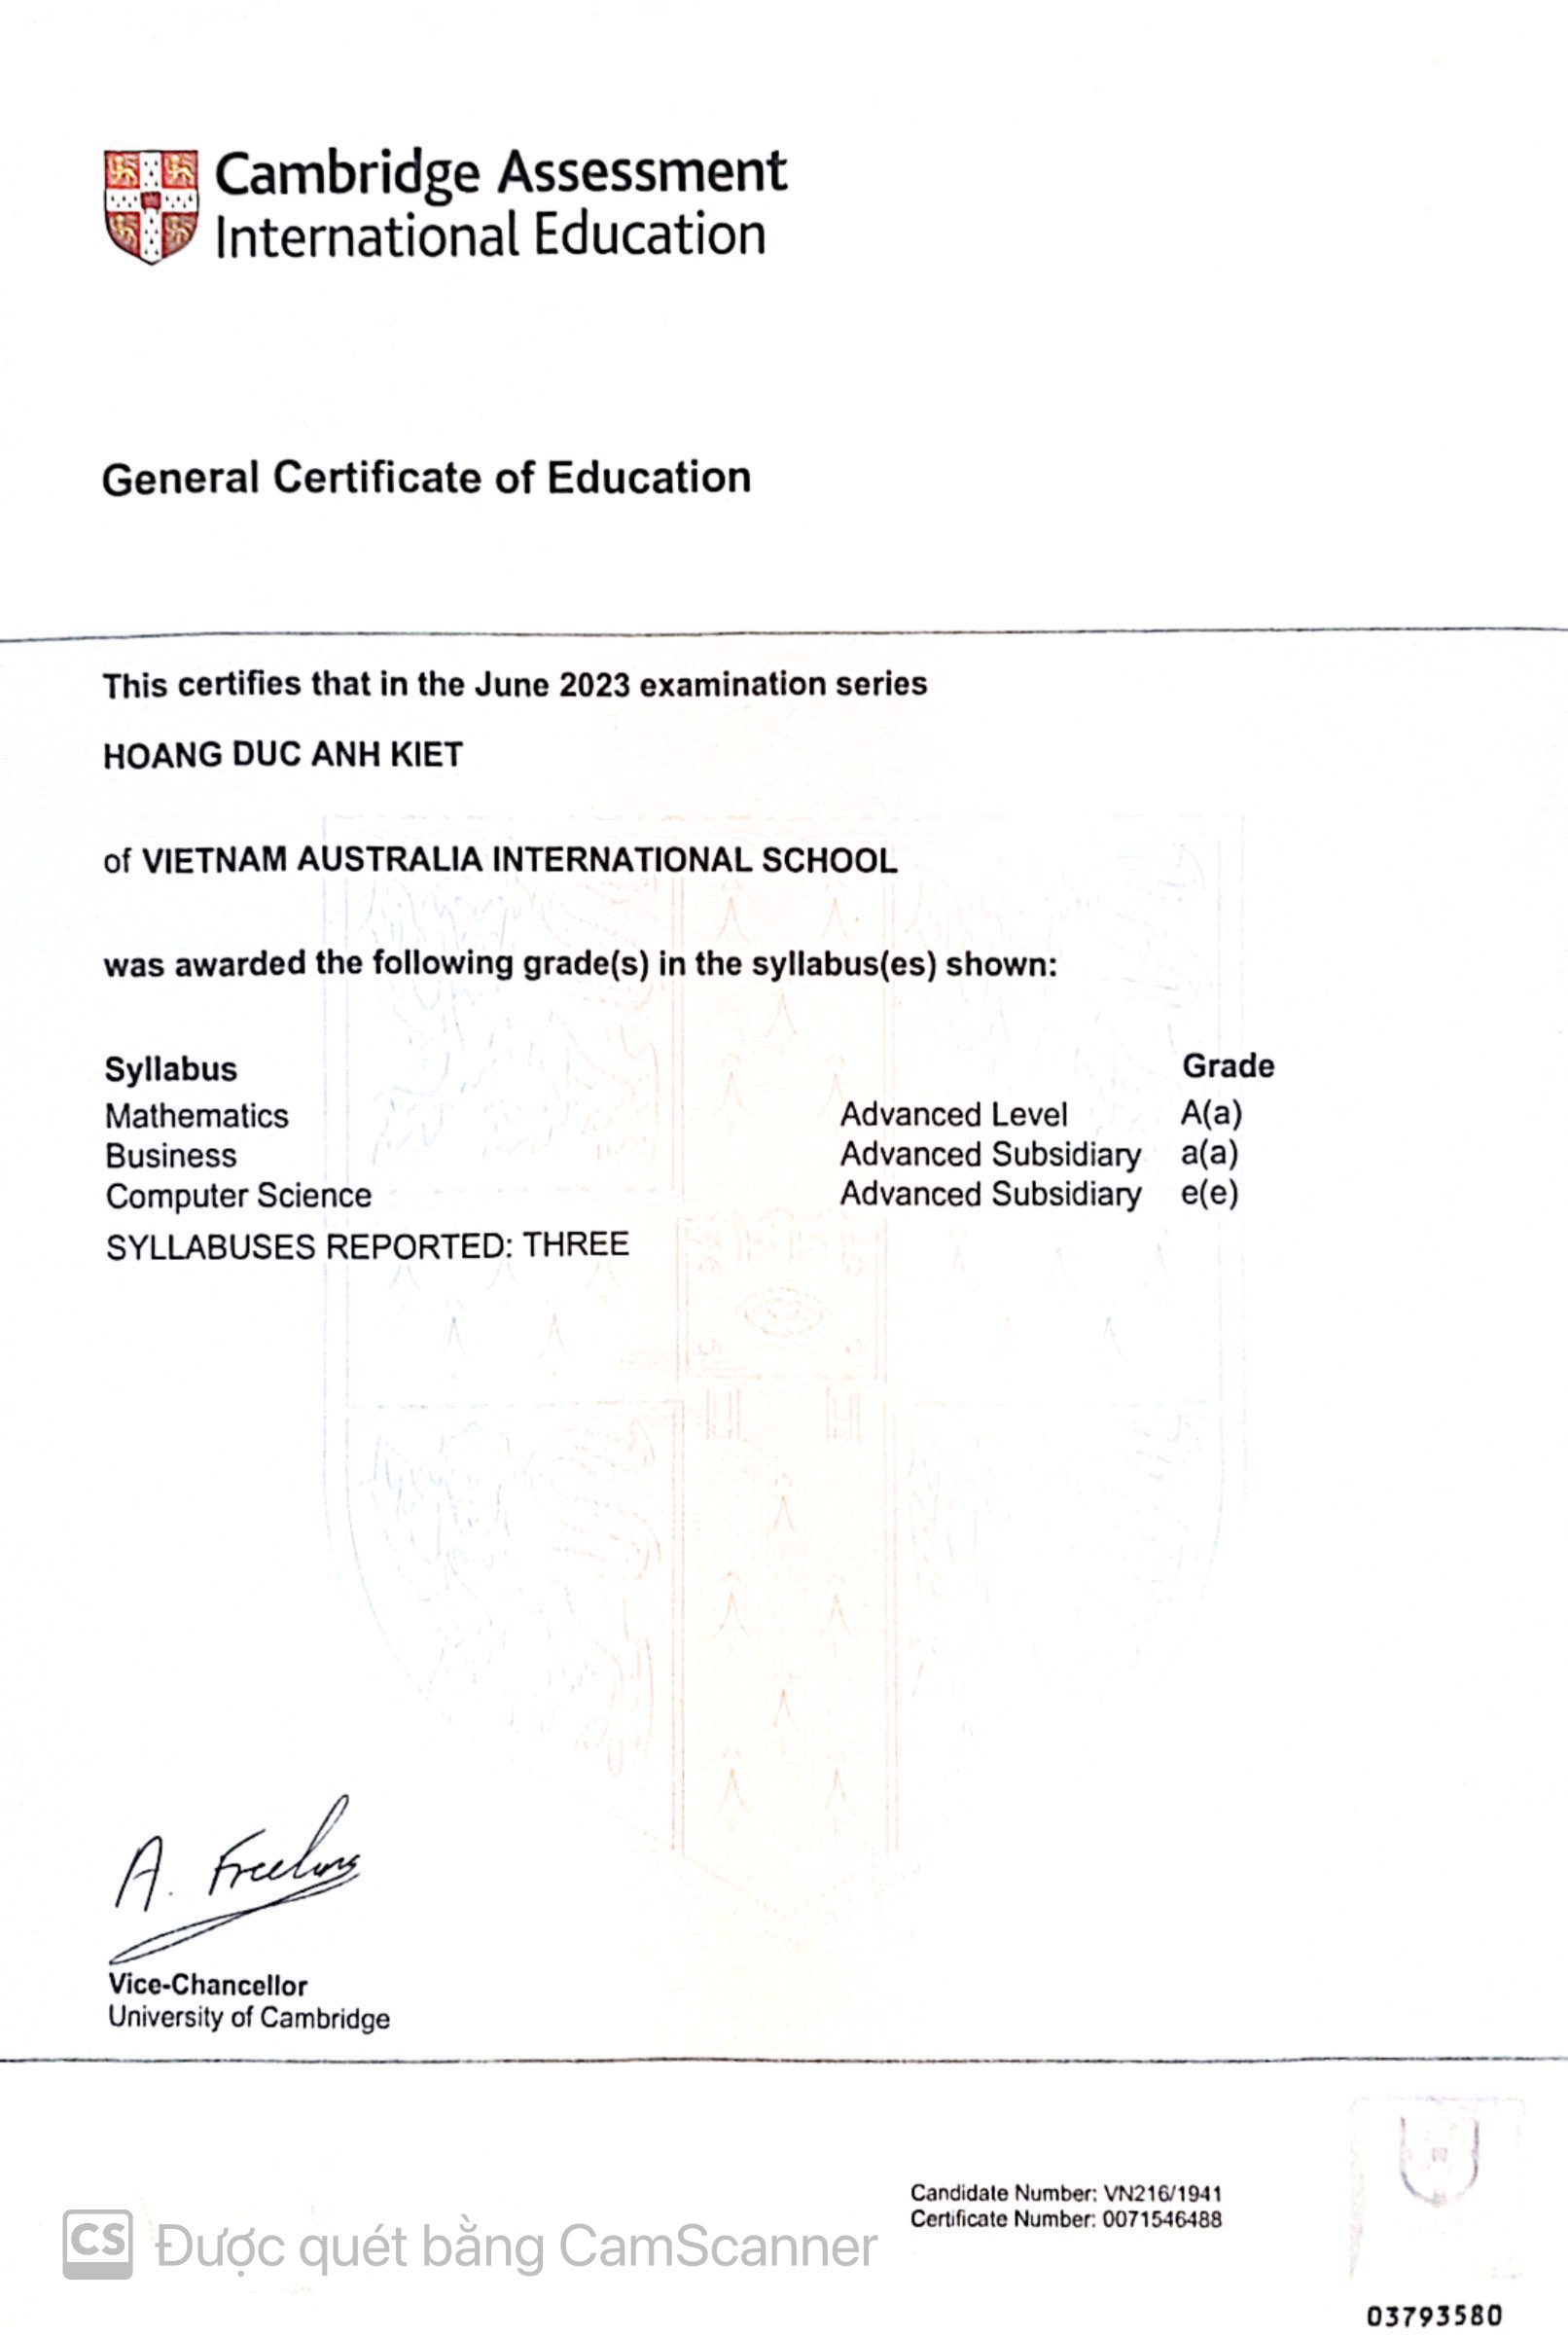 Cambridge Assessment
International Education
General Certificate of Education
This certifies that in the June 2023 examination series
HOANG DUC ANH KIET
of VIETNAM AUSTRALIA INTERNATIONAL SCHOOL
was awarded the following grade(s) in the syllabus(es) shown:
Syllabus Grade
Mathematics Advanced Level A(a)
Business Advanced Subsidiary a(a)
Computer Science Advanced Subsidiary e(e)
SYLLABUSES REPORTED: THREE
A.
Vice-Chancellor
University of Cambridge
Candidate Number: VN216/1941
Certificate Number: 0071546488
CS Được quét bằng CamScanner
03793580